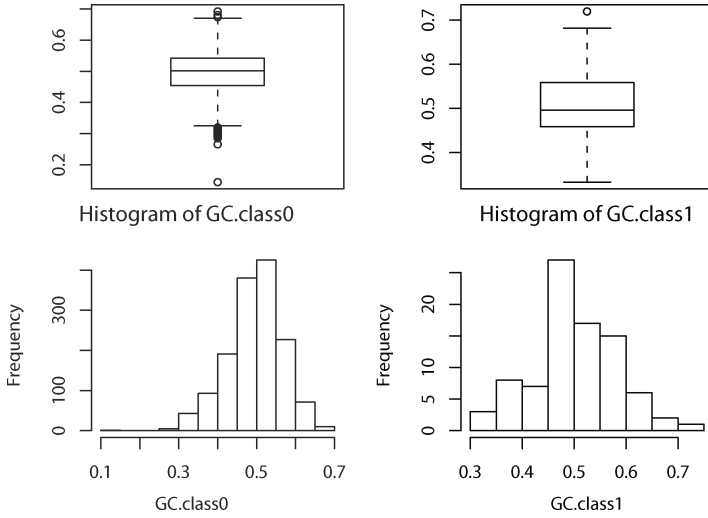 0.6
0.4
0.2
0.7
0.6
0.5
0.4
Histogram of GC.class0
Histogram of GC.class1
Frequency
300
100
0
0.1 0.3 0.5 0.7
GC.class0
Frequency
20
10
5
0
0.3 0.4 0.5 0.6 0.7
GC.class1